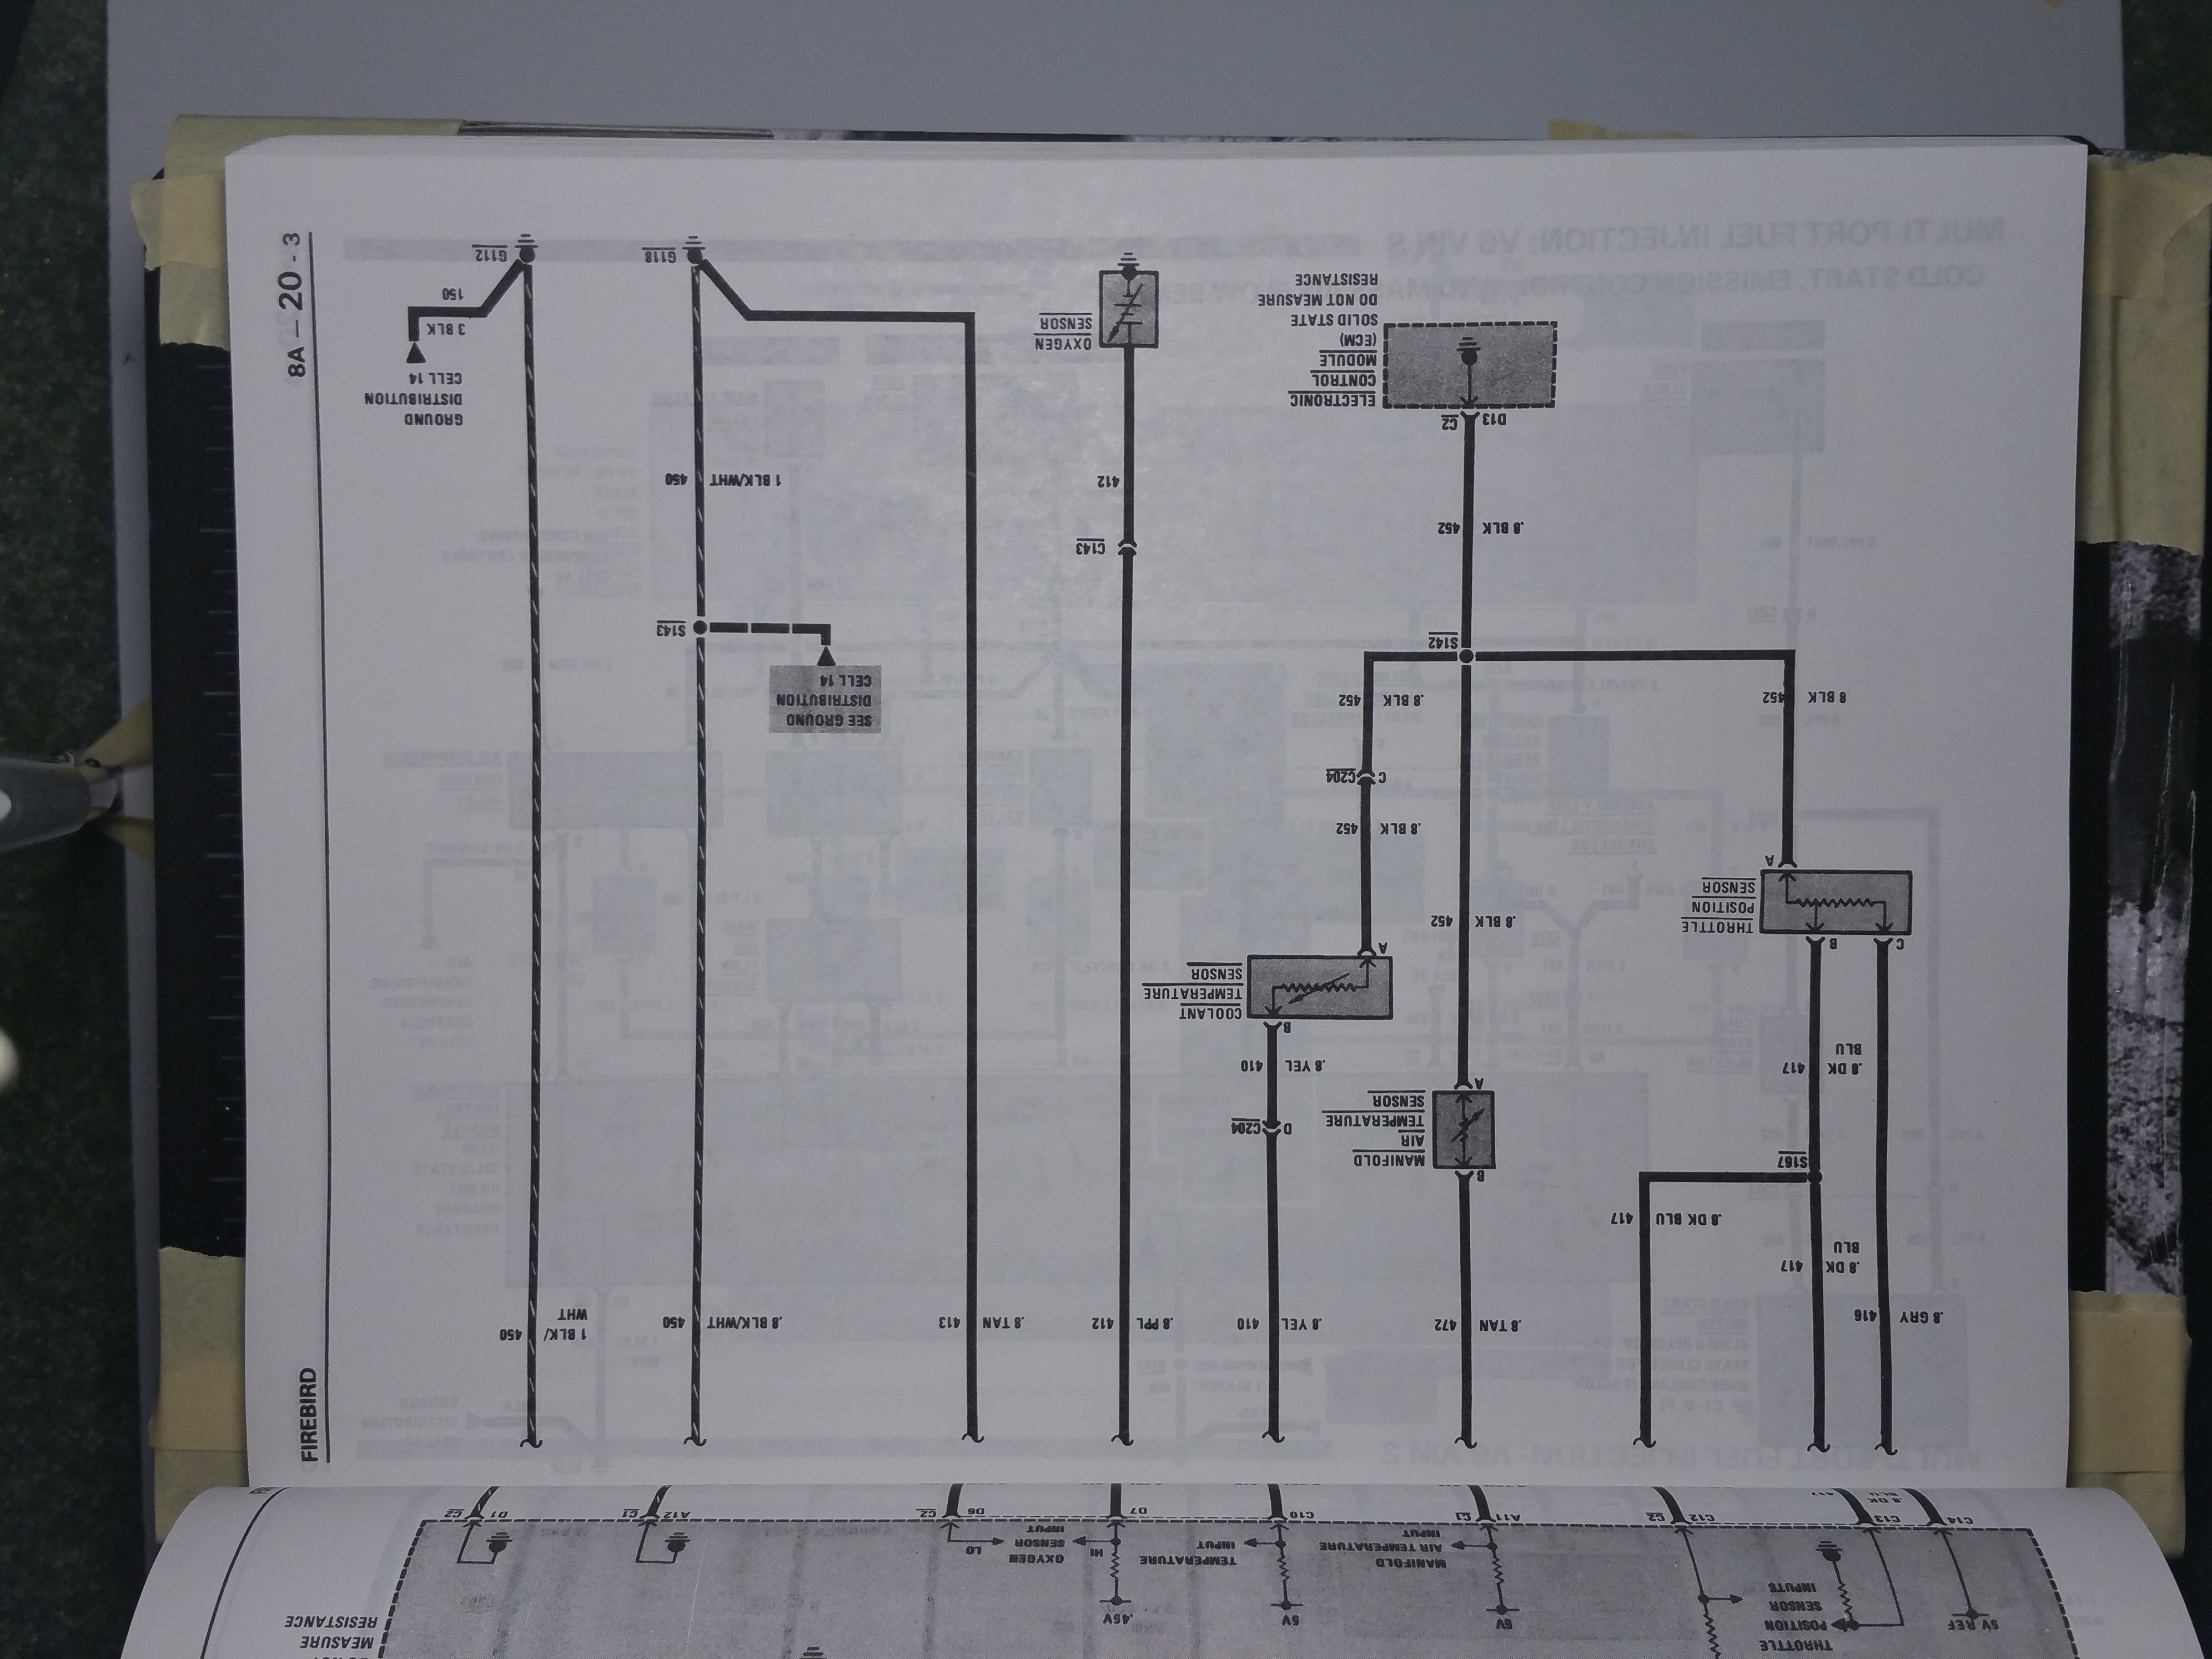 THROTTLE
POSITION
SENSOR
INPUTS
5V REF
5V
5V
.45V
MEASURE
RESISTANCE
MANIFOLD
AIR TEMPERATURE
INPUT
TEMPERATURE
INPUT
HI
OXYGEN
SENSOR
INPUT
LO
C14
C13
C12
C2
A11
C1
C10
D7
D6
C2
A12
C1
D1
C2
.8 DK
BLU
.8 DK
417
.8 GRY
416
.8 DK
BLU
417
.8 DK BLU
417
.8 TAN
472
.8 YEL
410
.8 PPL
412
.8 TAN
413
.8 BLK/WHT
450
1 BLK/
WHT
450
S167
B
MANIFOLD
AIR
TEMPERATURE
SENSOR
A
D
C204
.8 DK
BLU
417
.8 YEL
410
B
COOLANT
TEMPERATURE
SENSOR
A
C
B
THROTTLE
POSITION
SENSOR
A
.8 BLK
452
.8 BLK
452
C
C204
8 BLK
452
.8 BLK
452
S142
SEE GROUND
DISTRIBUTION
CELL 14
S143
C143
.8 BLK
452
412
1 BLK/WHT
450
D13
C2
ELECTRONIC
CONTROL
MODULE
(ECM)
SOLID STATE
DO NOT MEASURE
RESISTANCE
OXYGEN
SENSOR
GROUND
DISTRIBUTION
CELL 14
3 BLK
150
G118
G112
FIREBIRD
8A – 20 - 3